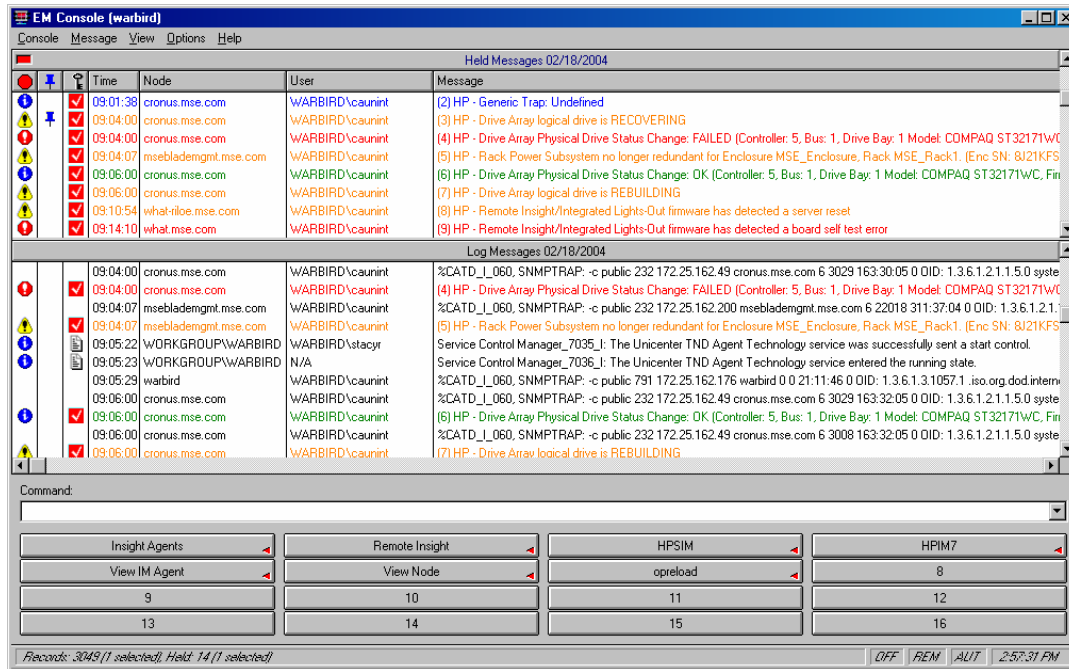 EM Console (warbird)
Console Message View Options Help
Held Messages 02/18/2004
Time Node User Message
09:01:38 cronus.mse.com WARBIRD\caunint (2) HP - Generic Trap: Undefined
09:04:00 cronus.mse.com WARBIRD\caunint (3) HP - Drive Array logical drive is RECOVERING
09:04:00 cronus.mse.com WARBIRD\caunint (4) HP - Drive Array Physical Drive Status Change: FAILED (Controller: 5, Bus: 1, Drive Bay: 1 Model: COMPAQ ST32171WC
09:04:07 msebladerngmt.mse.com WARBIRD\caunint (5) HP - Rack Power Subsystem no longer redundant for Enclosure MSE_Enclosure, Rack MSE_Rack1. (Enc SN: 8J21KFS
09:06:00 cronus.mse.com WARBIRD\caunint (6) HP - Drive Array Physical Drive Status Change: OK (Controller: 5, Bus: 1, Drive Bay: 1 Model: COMPAQ ST32171WC, Fir
09:06:00 cronus.mse.com WARBIRD\caunint (7) HP - Drive Array logical drive is REBUILDING
09:10:54 what-riloe.mse.com WARBIRD\caunint (8) HP - Remote Insight/Integrated Lights-Out firmware has detected a server reset
09:14:10 what.mse.com WARBIRD\caunint (9) HP - Remote Insight/Integrated Lights-Out firmware has detected a board self test error
Log Messages 02/18/2004
09:04:00 cronus.mse.com WARBIRD\caunint %CATD_I_060, SNMPTRAP: -c public 232 172.25.162.49 cronus.mse.com 6 3029 163:30:05 0 OID: 1.3.6.1.2.1.1.5.0 syste
09:04:00 cronus.mse.com WARBIRD\caunint (4) HP - Drive Array Physical Drive Status Change: FAILED (Controller: 5, Bus: 1, Drive Bay: 1 Model: COMPAQ ST32171WC
09:04:07 msebladerngmt.mse.com WARBIRD\caunint %CATD_I_060, SNMPTRAP: -c public 232 172.25.162.200 msebladerngmt.mse.com 6 22018 311:37:04 0 OID: 1.3.6.1.2.1.
09:04:07 msebladerngmt.mse.com WARBIRD\caunint (5) HP - Rack Power Subsystem no longer redundant for Enclosure MSE_Enclosure, Rack MSE_Rack1. (Enc SN: 8J21KFS
09:05:22 WORKGROUP\WARBIRD WARBIRD\stacyr Service Control Manager_7035_I: The Unicenter TND Agent Technology service was successfully sent a start control.
09:05:23 WORKGROUP\WARBIRD N/A Service Control Manager_7036_I: The Unicenter TND Agent Technology service entered the running state.
09:05:29 warbird WARBIRD\caunint %CATD_I_060, SNMPTRAP: -c public 791 172.25.162.176 warbird 0 0 21:11:46 0 OID: 1.3.6.1.3.1057.1 .iso.org.dod.intern
09:06:00 cronus.mse.com WARBIRD\caunint %CATD_I_060, SNMPTRAP: -c public 232 172.25.162.49 cronus.mse.com 6 3029 163:32:05 0 OID: 1.3.6.1.2.1.1.5.0 syste
09:06:00 cronus.mse.com WARBIRD\caunint (6) HP - Drive Array Physical Drive Status Change: OK (Controller: 5, Bus: 1, Drive Bay: 1 Model: COMPAQ ST32171WC, Fir
09:06:00 cronus.mse.com WARBIRD\caunint %CATD_I_060, SNMPTRAP: -c public 232 172.25.162.49 cronus.mse.com 6 3008 163:32:05 0 OID: 1.3.6.1.2.1.1.5.0 syste
09:06:00 cronus.mse.com WARBIRD\caunint (7) HP - Drive Array logical drive is REBUILDING
Command:
Insight Agents Remote Insight HPSIM HPIM7
View IM Agent View Node opreload 8
9 10 11 12
13 14 15 16
Records: 3049 (1 selected), Held: 14 (1 selected) OFF REM AUT 2:57:31 PM